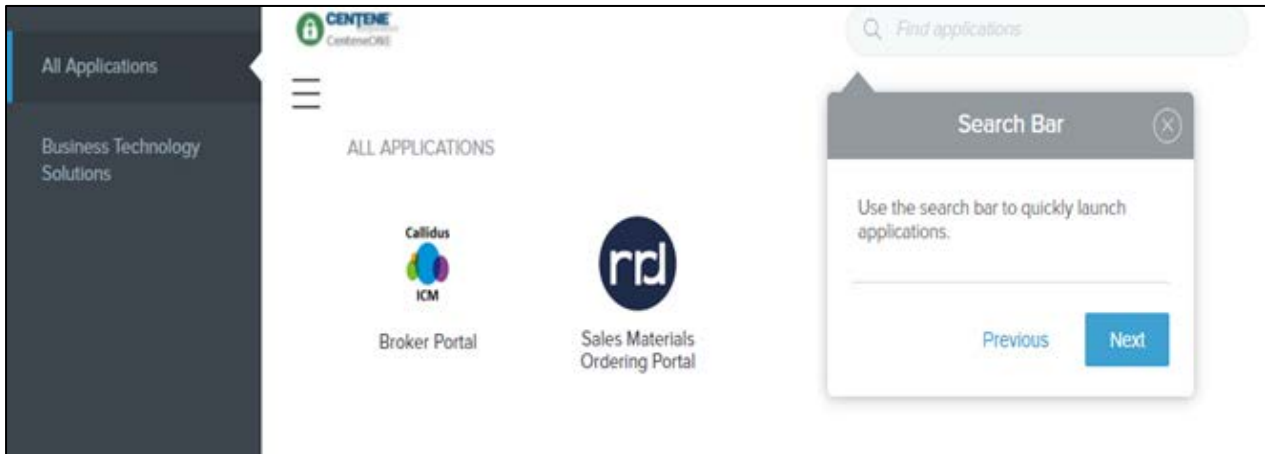 All Applications
Business Technology
Solutions
CENTENE
CenteneONE
Find applications
ALL APPLICATIONS
Callidus
ICM
Broker Portal
rrd
Sales Materials
Ordering Portal
Search Bar
Use the search bar to quickly launch
applications.
Previous
Next